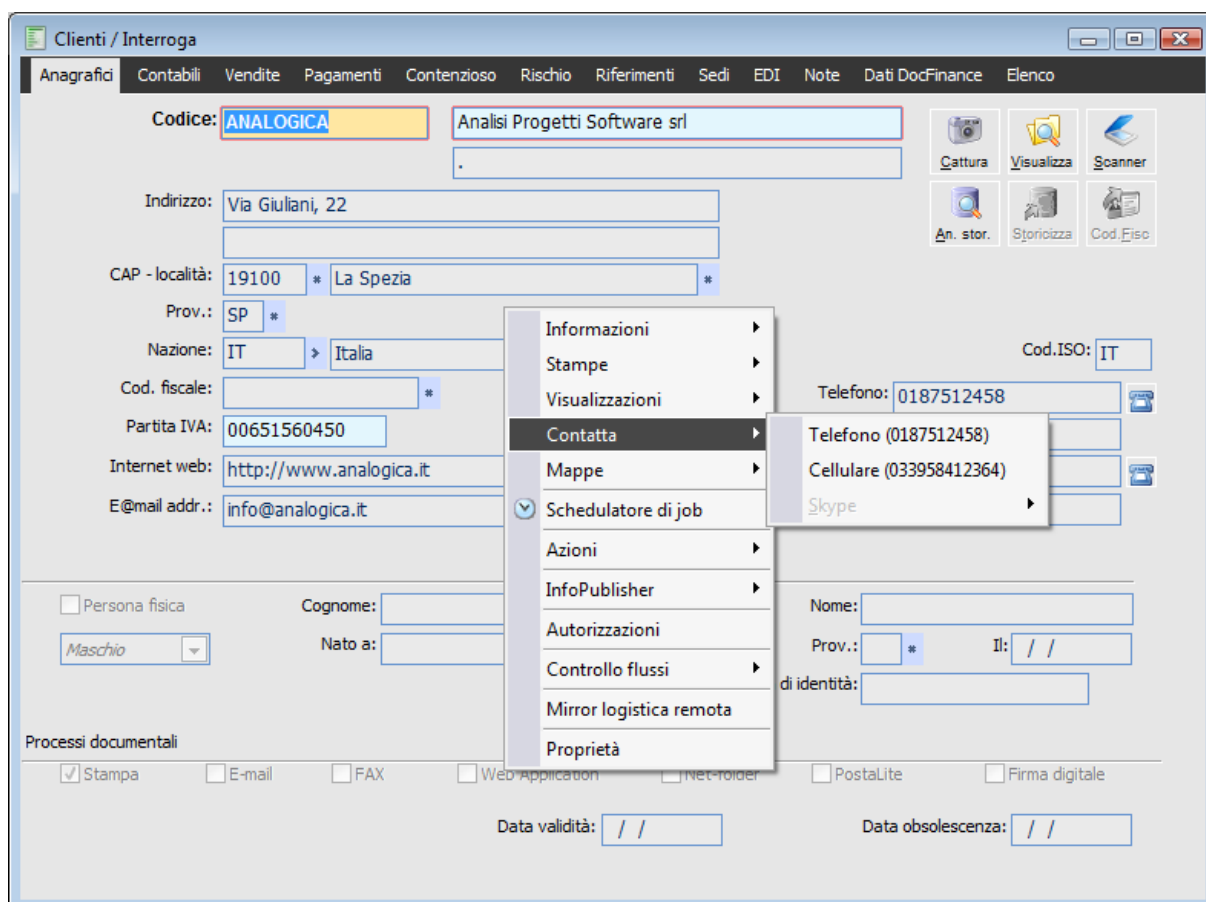 Clienti / Interroga
Anagrafici Contabili Vendite Pagamenti Contenzioso Rischio Riferimenti Sedi EDI Note Dati DocFinance Elenco
Codice: ANALOGICA Analisi Progetti Software srl
.
Cattura Visualizza Scanner
Indirizzo: Via Giuliani, 22
An. stor. Storicizza Cod.Fisc
CAP - località: 19100 * La Spezia *
Prov.: SP *
Nazione: IT > Italia Cod.ISO: IT
Cod. fiscale: * Telefono: 0187512458
Partita IVA: 00651560450
Internet web: http://www.analogica.it
E@mail addr.: info@analogica.it
Informazioni
Stampe
Visualizzazioni
Contatta
Mappe
Schedulatore di job
Azioni
InfoPublisher
Autorizzazioni
Controllo flussi
Mirror logistica remota
Proprietà
Telefono (0187512458)
Cellulare (033958412364)
Skype
Persona fisica Cognome: Nome:
Maschio Nato a: Prov.: * Il: / /
di identità:
Processi documentali
Stampa E-mail FAX Web Application Net-folder PostaLite Firma digitale
Data validità: / / Data obsolescenza: / /